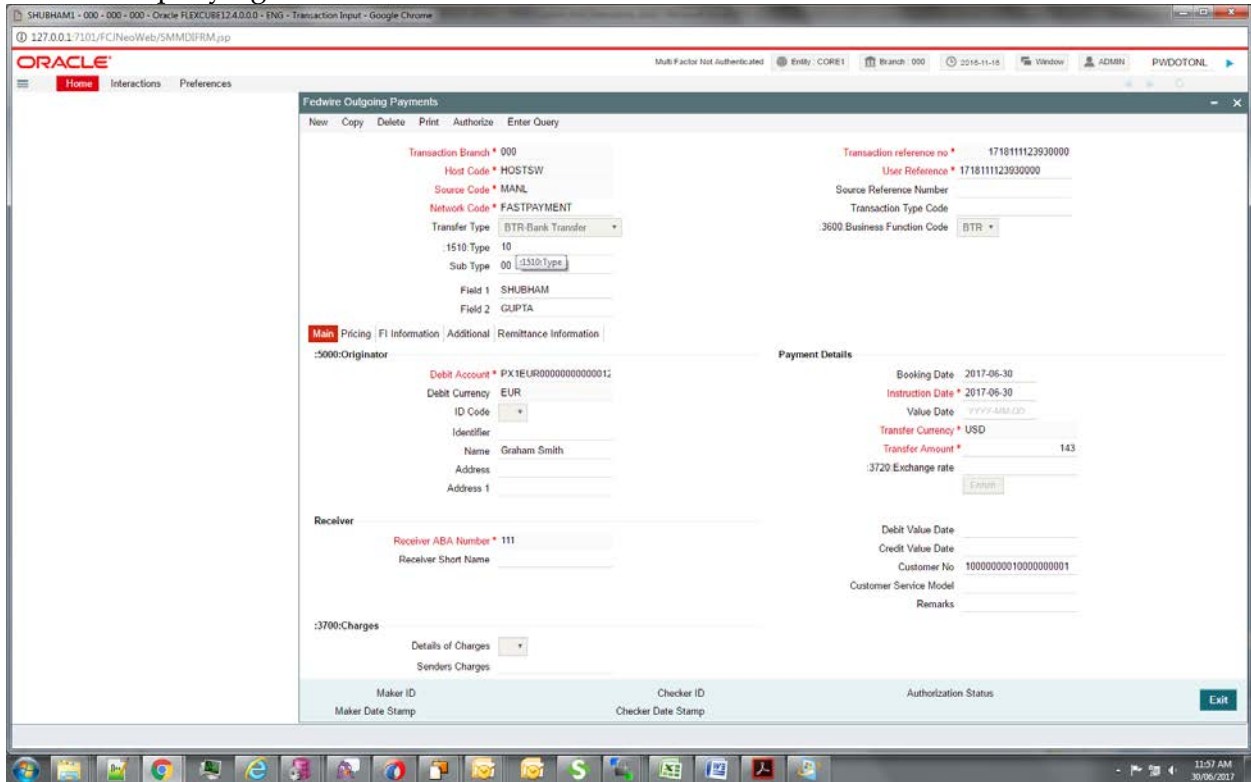 SHUBHAM1 - 000 - 000 - 000 - Oracle FLEXCUBE12.4.0.0.0 - ENG - Transaction Input - Google Chrome
127.0.0.1:7101/FCJNeoWeb/SMMDIFRM.jsp
ORACLE Multi Factor Not Authenticated Entity : CORE1 Branch : 000 2016-11-16 Window ADMIN PWDOTONL
Home Interactions Preferences
Fedwire Outgoing Payments
New Copy Delete Print Authorize Enter Query
Transaction Branch * 000 Transaction reference no * 1718111123930000
Host Code * HOSTSW User Reference * 1718111123930000
Source Code * MANL Source Reference Number
Network Code * FASTPAYMENT Transaction Type Code
Transfer Type BTR-Bank Transfer :3600:Business Function Code BTR
:1510:Type 10
Sub Type 00 :1510:Type
Field 1 SHUBHAM
Field 2 GUPTA
Main Pricing FI Information Additional Remittance Information
:5000:Originator Payment Details
Debit Account * PX1EUR0000000000012 Booking Date 2017-06-30
Debit Currency EUR Instruction Date * 2017-06-30
ID Code Value Date YYYY-MM-DD
Identifier Transfer Currency * USD
Name Graham Smith Transfer Amount * 143
Address :3720:Exchange rate
Address 1
Receiver Debit Value Date
Receiver ABA Number * 111 Credit Value Date
Receiver Short Name Customer No 10000000010000000001
Customer Service Model
Remarks
:3700:Charges
Details of Charges
Senders Charges
Maker ID Checker ID Authorization Status
Maker Date Stamp Checker Date Stamp
Exit
11:57 AM
30/06/2017